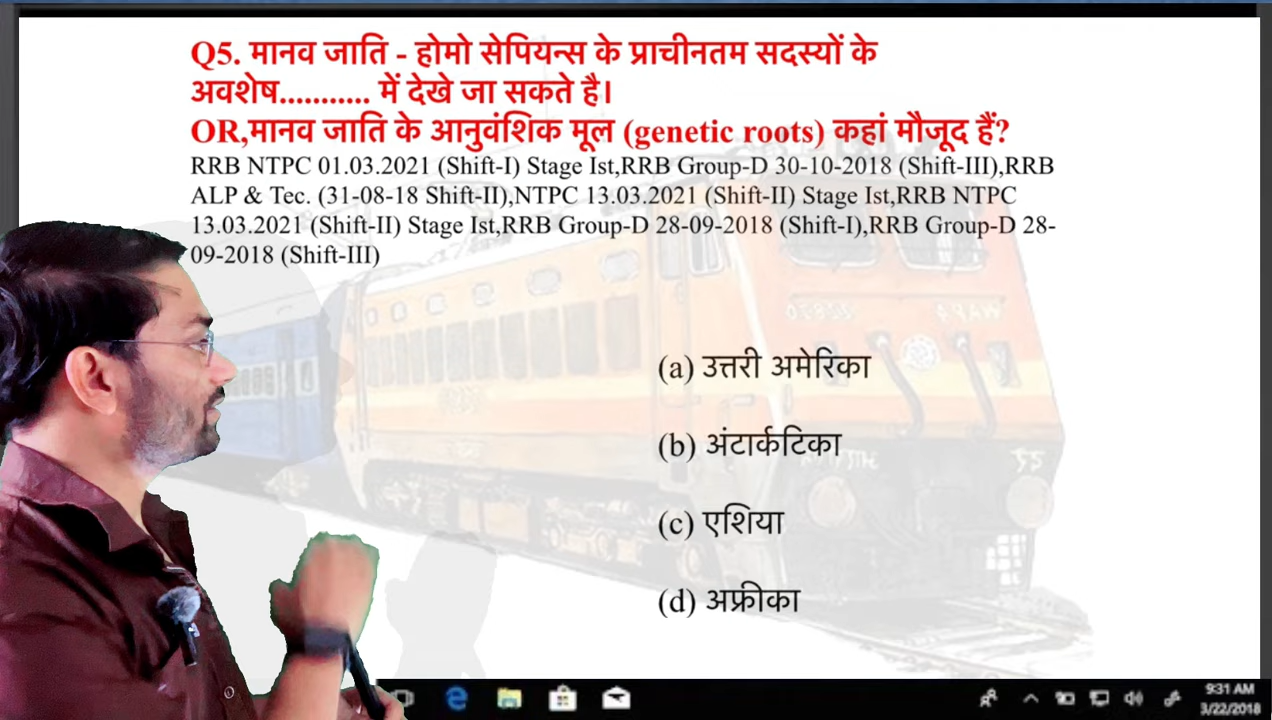 Q5. मानव जाति - होमो सेपियन्स के प्राचीनतम सदस्यों के
अवशेष........... में देखे जा सकते है।
OR,मानव जाति के आनुवंशिक मूल (genetic roots) कहां मौजूद हैं?
RRB NTPC 01.03.2021 (Shift-I) Stage Ist,RRB Group-D 30-10-2018 (Shift-III),RRB
ALP & Tec. (31-08-18 Shift-II),NTPC 13.03.2021 (Shift-II) Stage Ist,RRB NTPC
13.03.2021 (Shift-II) Stage Ist,RRB Group-D 28-09-2018 (Shift-I),RRB Group-D 28-
09-2018 (Shift-III)
(a) उत्तरी अमेरिका
(b) अंटार्कटिका
(c) एशिया
(d) अफ्रीका
9:31 AM
3/22/2018